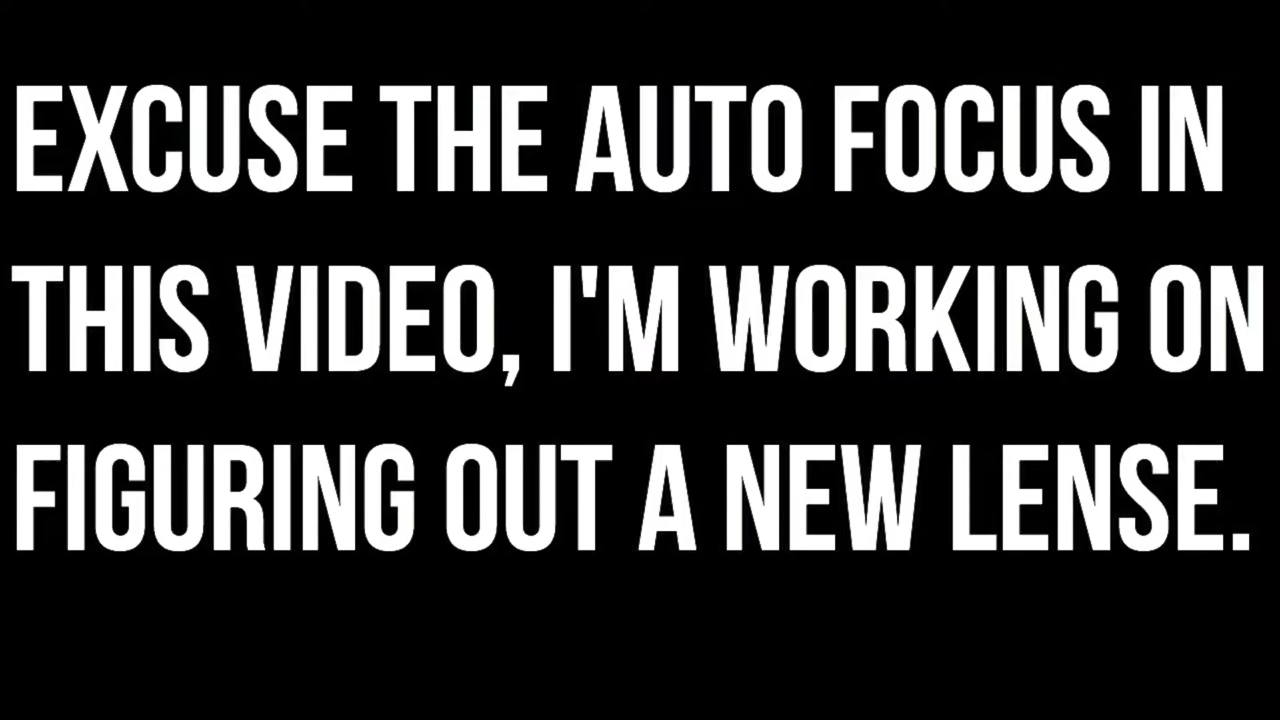 EXCUSE THE AUTO FOCUS IN
THIS VIDEO, I'M WORKING ON
FIGURING OUT A NEW LENSE.